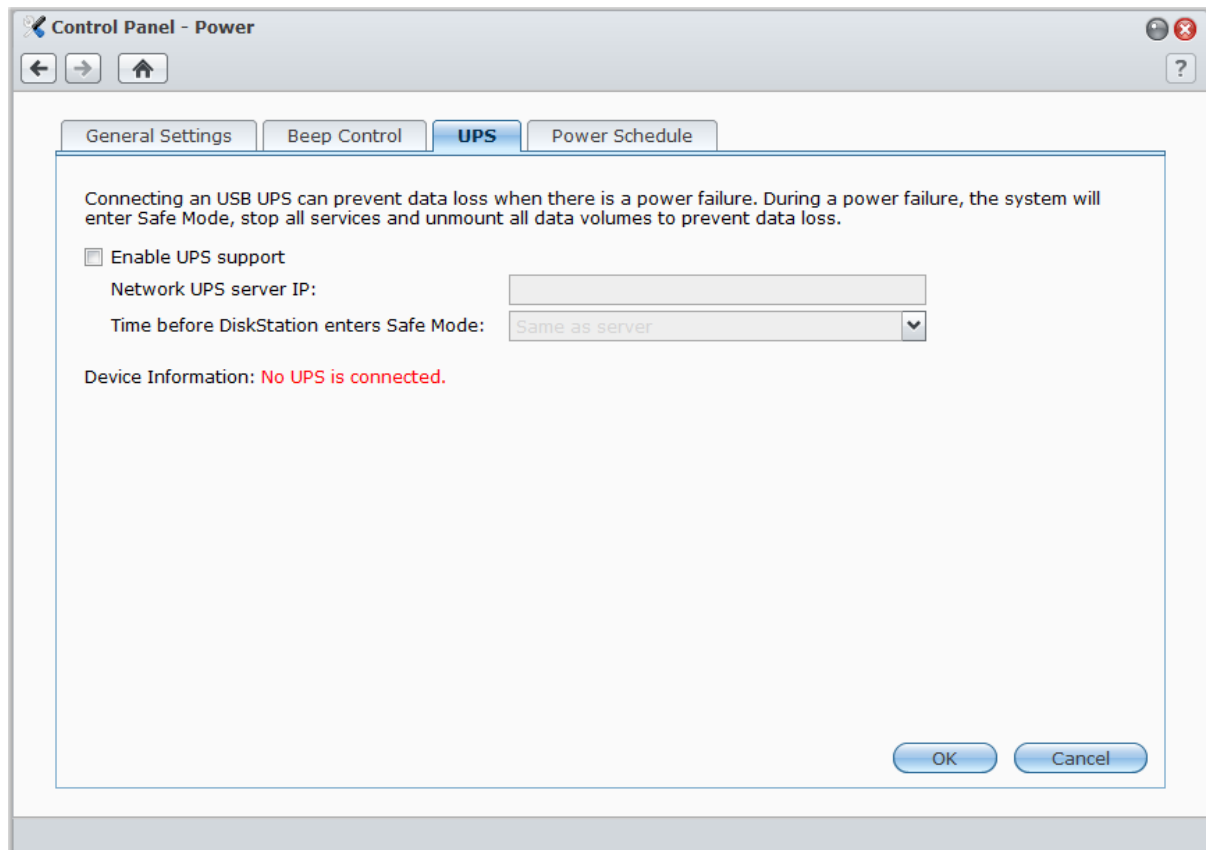 Control Panel - Power
?
General Settings
Beep Control
UPS
Power Schedule
Connecting an USB UPS can prevent data loss when there is a power failure. During a power failure, the system will
enter Safe Mode, stop all services and unmount all data volumes to prevent data loss.
Enable UPS support
Network UPS server IP:
Time before DiskStation enters Safe Mode: Same as server
Device Information: No UPS is connected.
OK
Cancel